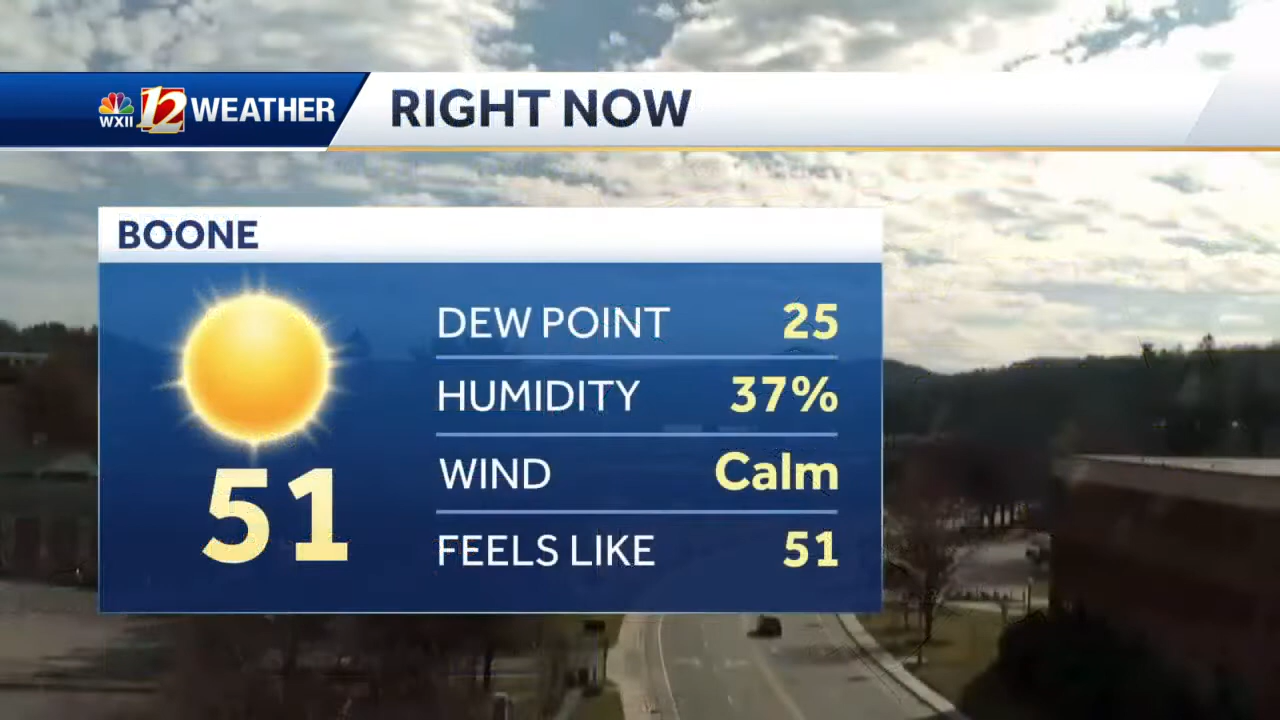 WXII 12 WEATHER
RIGHT NOW
BOONE
51
DEW POINT 25
HUMIDITY 37%
WIND Calm
FEELS LIKE 51